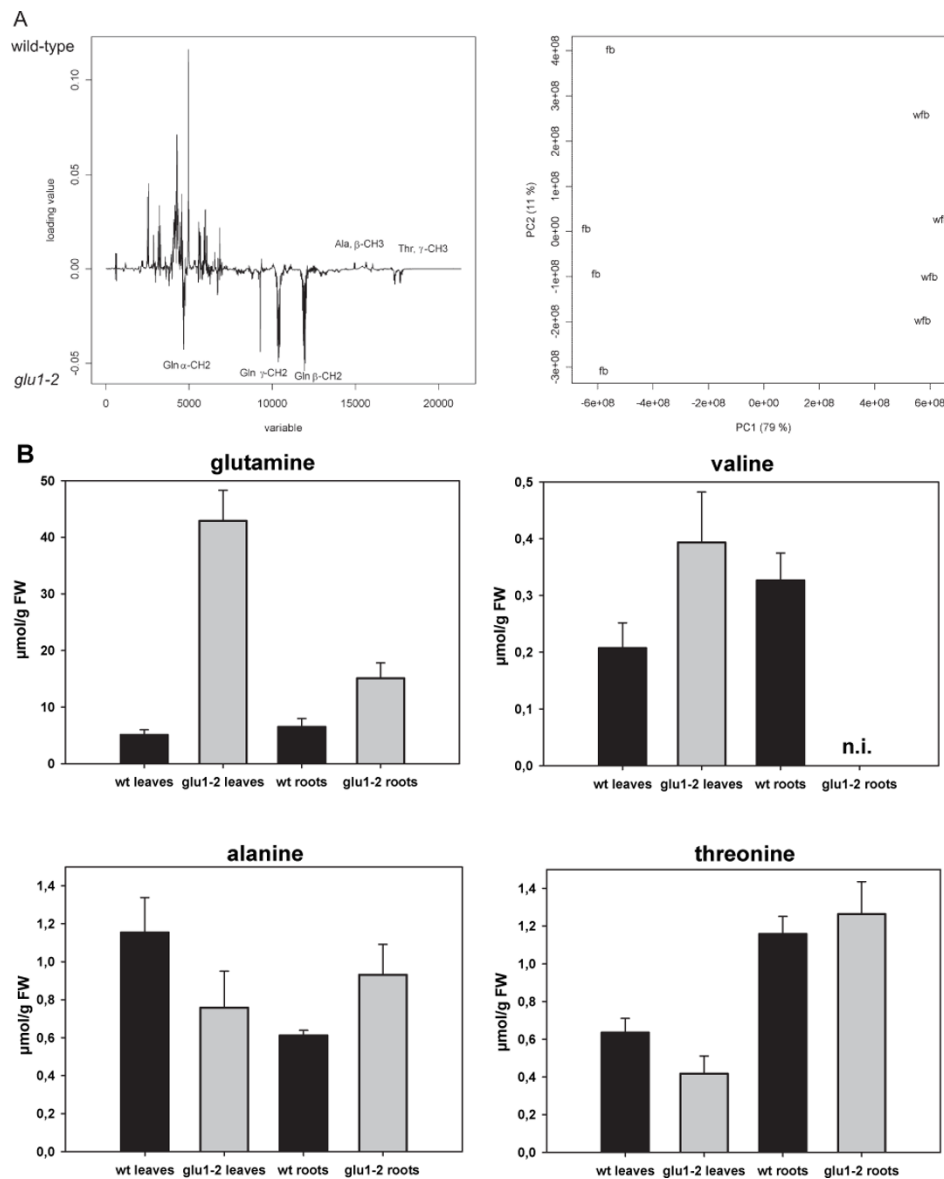 A
wild-type
glu1-2
loading value
0.10
0.05
0.00
-0.05
Ala, β-CH3
Thr, γ-CH3
Gln α-CH2
Gln γ-CH2
Gln β-CH2
0
5000
10000
15000
20000
variable
PC2 (11 %)
4e+08
3e+08
2e+08
1e+08
0e+00
-1e+08
-2e+08
-3e+08
fb
fb
fb
fb
wfb
wfb
wfb
wfb
-6e+08
-4e+08
-2e+08
0e+00
2e+08
4e+08
6e+08
PC1 (79 %)
B
glutamine
µmol/g FW
50
40
30
20
10
0
wt leaves
glu1-2 leaves
wt roots
glu1-2 roots
valine
µmol/g FW
0,5
0,4
0,3
0,2
0,1
0,0
n.i.
wt leaves
glu1-2 leaves
wt roots
glu1-2 roots
alanine
µmol/g FW
1,4
1,2
1,0
0,8
0,6
0,4
0,2
0,0
wt leaves
glu1-2 leaves
wt roots
glu1-2 roots
threonine
µmol/g FW
1,4
1,2
1,0
0,8
0,6
0,4
0,2
0,0
wt leaves
glu1-2 leaves
wt roots
glu1-2 roots